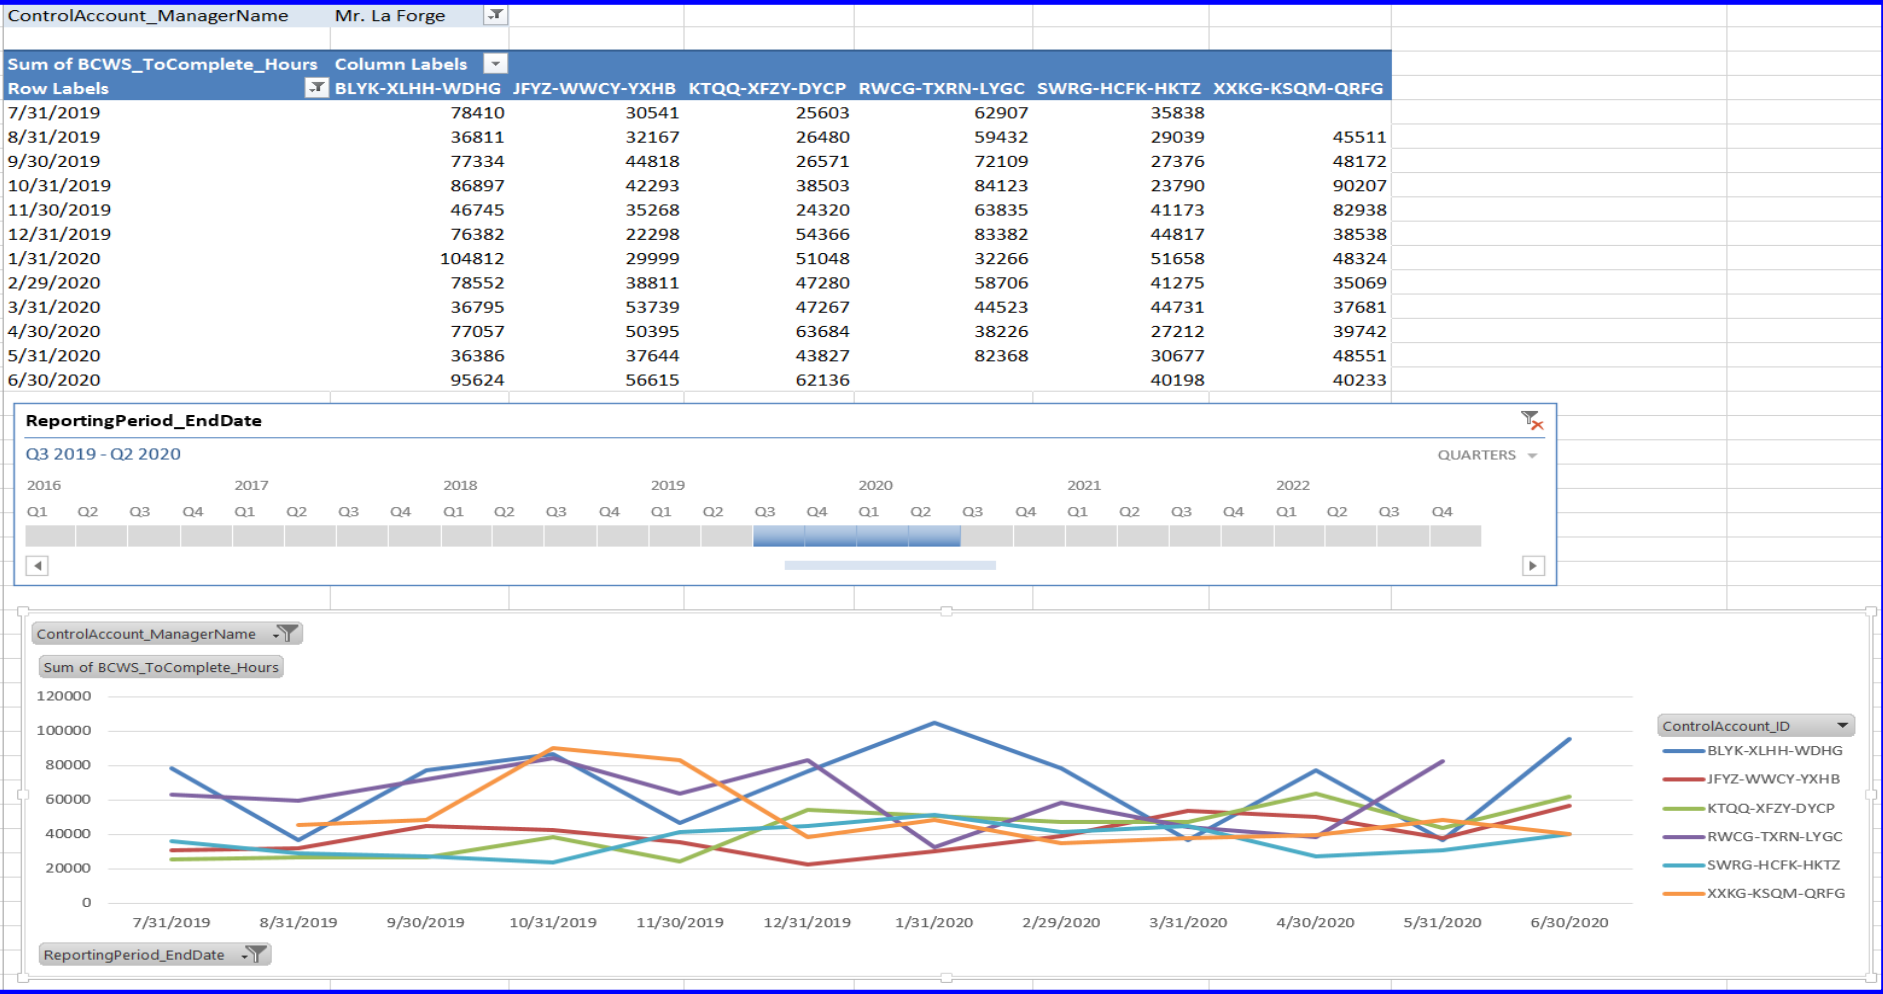 ControlAccount_ManagerName Mr. La Forge
Sum of BCWS_ToComplete_Hours Column Labels
Row Labels BLYK-XLHH-WDHG JFYZ-WWCY-YXHB KTQQ-XFZY-DYCP RWCG-TXRN-LYGC SWRG-HCFK-HKTZ XXKG-KSQM-QRFG
7/31/2019 78410 30541 25603 62907 35838
8/31/2019 36811 32167 26480 59432 29039 45511
9/30/2019 77334 44818 26571 72109 27376 48172
10/31/2019 86897 42293 38503 84123 23790 90207
11/30/2019 46745 35268 24320 63835 41173 82938
12/31/2019 76382 22298 54366 83382 44817 38538
1/31/2020 104812 29999 51048 32266 51658 48324
2/29/2020 78552 38811 47280 58706 41275 35069
3/31/2020 36795 53739 47267 44523 44731 37681
4/30/2020 77057 50395 63684 38226 27212 39742
5/31/2020 36386 37644 43827 82368 30677 48551
6/30/2020 95624 56615 62136 40198 40233
ReportingPeriod_EndDate
Q3 2019 - Q2 2020 QUARTERS
2016 2017 2018 2019 2020 2021 2022
Q1 Q2 Q3 Q4 Q1 Q2 Q3 Q4 Q1 Q2 Q3 Q4 Q1 Q2 Q3 Q4 Q1 Q2 Q3 Q4 Q1 Q2 Q3 Q4 Q1 Q2 Q3 Q4
ControlAccount_ManagerName
Sum of BCWS_ToComplete_Hours
120000
100000
80000
60000
40000
20000
0
7/31/2019 8/31/2019 9/30/2019 10/31/2019 11/30/2019 12/31/2019 1/31/2020 2/29/2020 3/31/2020 4/30/2020 5/31/2020 6/30/2020
ControlAccount_ID
BLYK-XLHH-WDHG
JFYZ-WWCY-YXHB
KTQQ-XFZY-DYCP
RWCG-TXRN-LYGC
SWRG-HCFK-HKTZ
XXKG-KSQM-QRFG
ReportingPeriod_EndDate